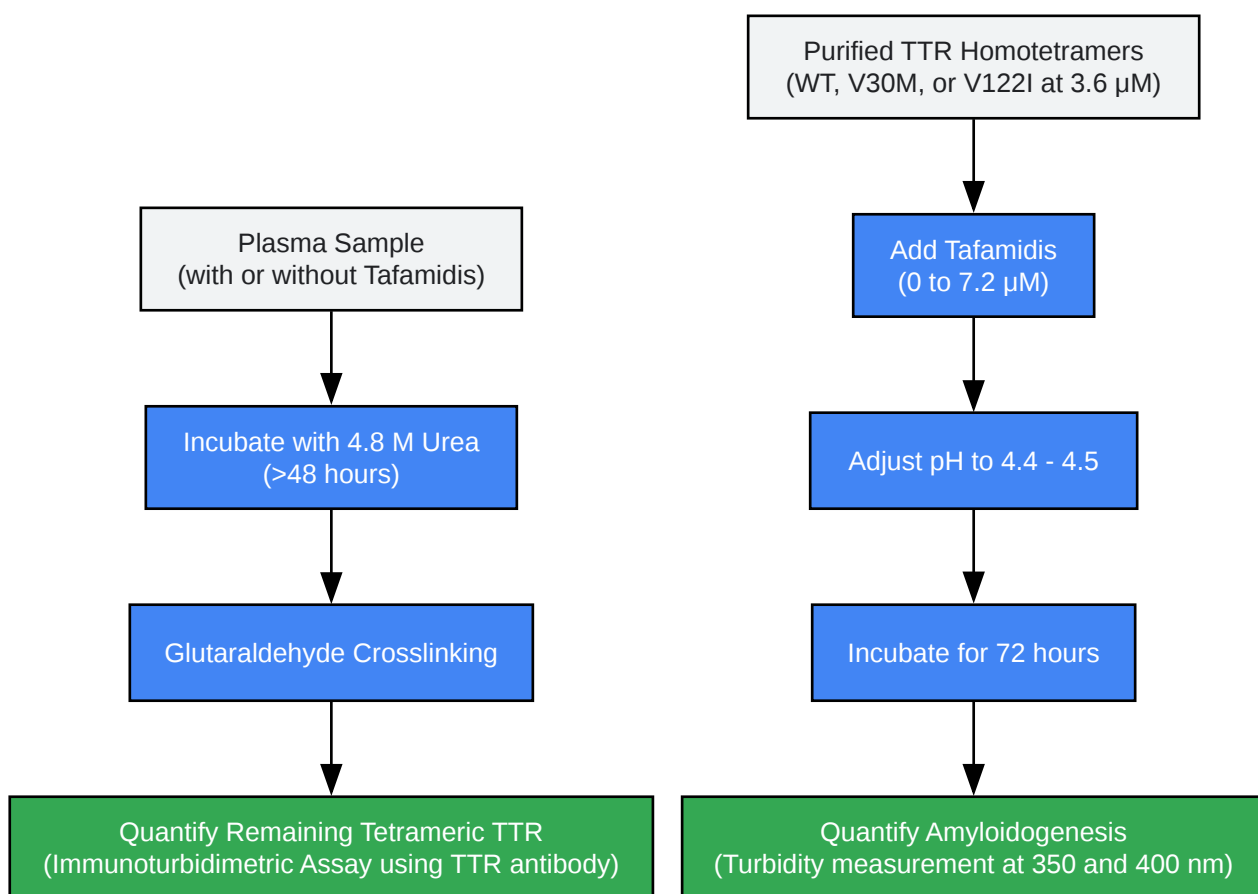 Plasma Sample
(with or without Tafamidis)
Incubate with 4.8 M Urea
(>48 hours)
Glutaraldehyde Crosslinking
Quantify Remaining Tetrameric TTR
(Immunoturbidimetric Assay using TTR antibody)
Purified TTR Homotetramers
(WT, V30M, or V122I at 3.6 μM)
Add Tafamidis
(0 to 7.2 μM)
Adjust pH to 4.4 - 4.5
Incubate for 72 hours
Quantify Amyloidogenesis
(Turbidity measurement at 350 and 400 nm)